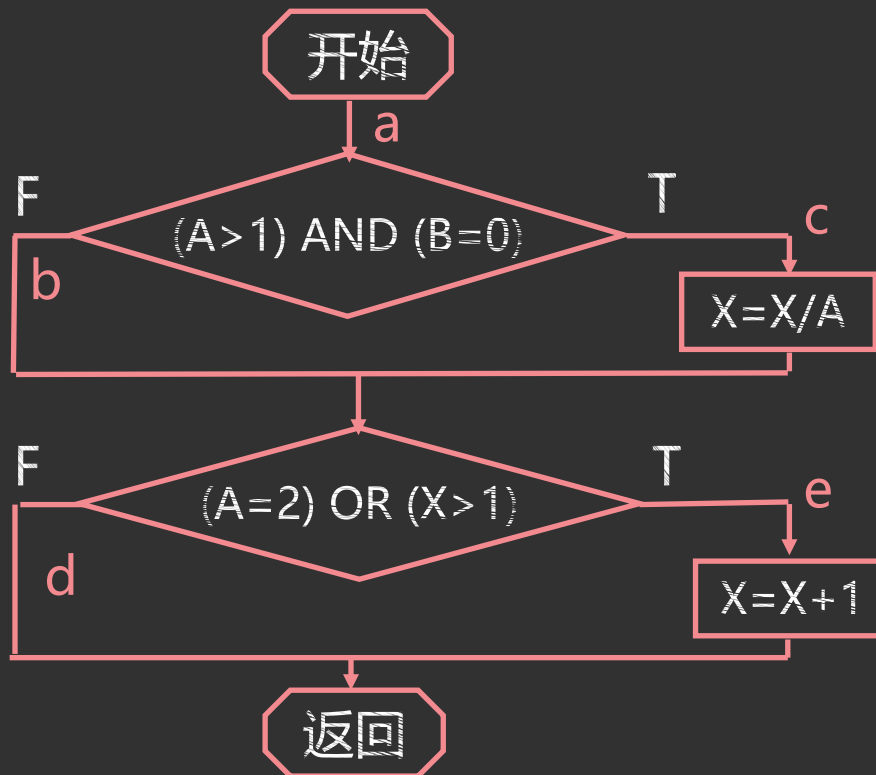 开始
a
F
T
(A>1) AND (B=0)
c
b
X=X/A
F
T
(A=2) OR (X>1)
e
d
X=X+1
返回